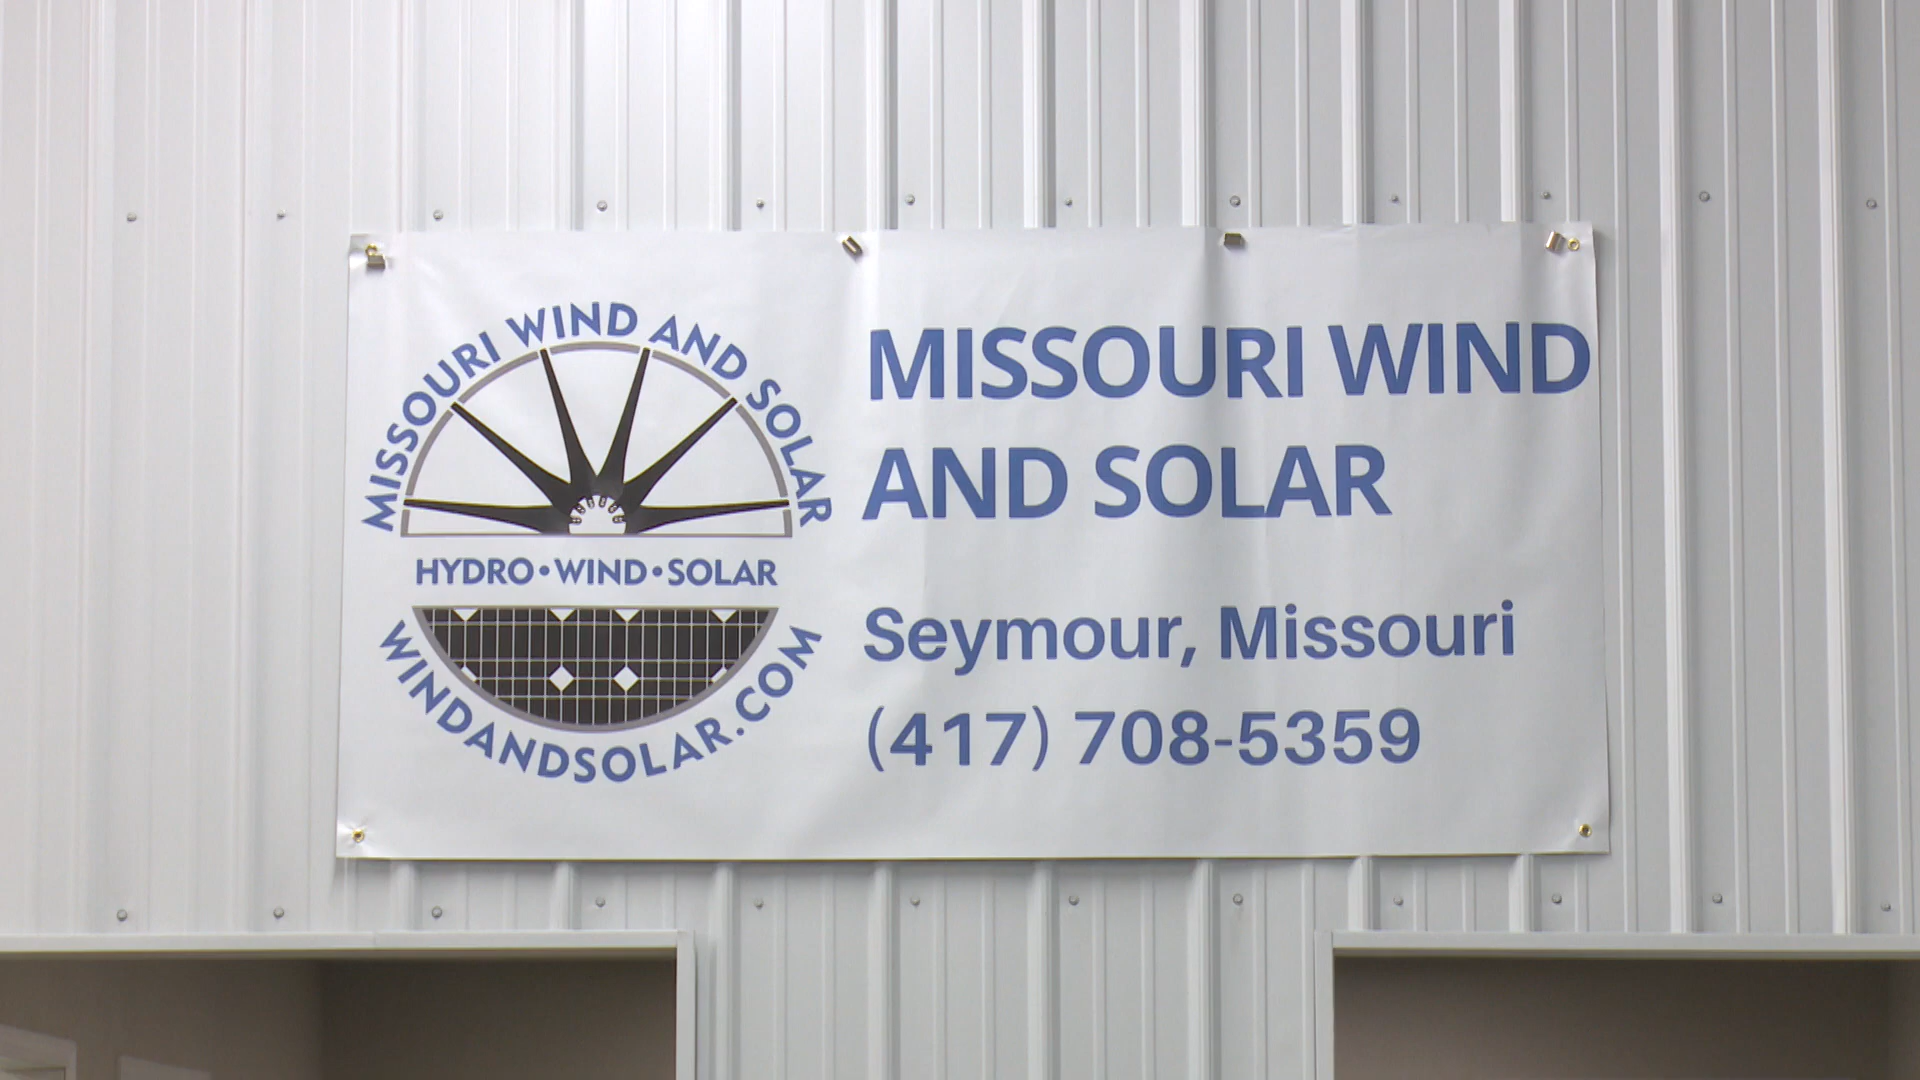 MISSOURI WIND AND SOLAR
HYDRO•WIND•SOLAR
WINDANDSOLAR.COM
MISSOURI WIND
AND SOLAR
Seymour, Missouri
(417) 708-5359